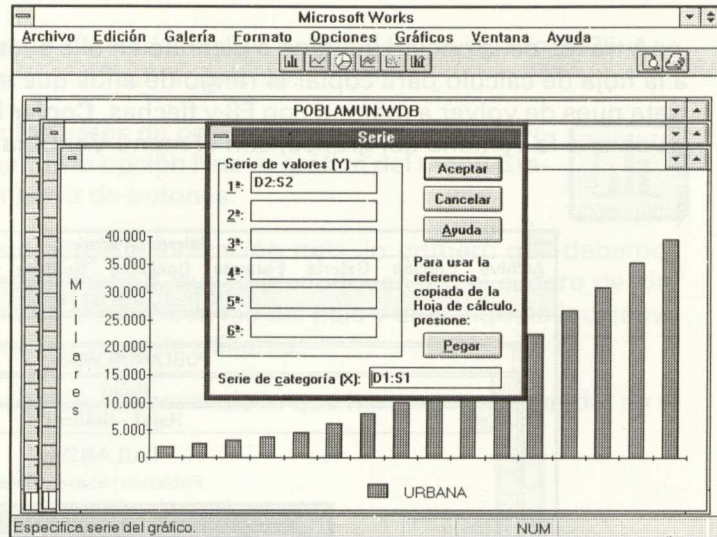 Microsoft Works
Archivo Edición Galería Formato Opciones Gráficos Ventana Ayuda
POBLAMUN.WDB
Serie
Serie de valores (Y)
1ª: D2:S2
2ª:
3ª:
4ª:
5ª:
6ª:
Aceptar
Cancelar
Ayuda
Para usar
referencia
copiada de la
Hoja de cálculo,
presione:
Pegar
Serie de categoría (X): D1:S1
40.000
35.000
30.000
25.000
20.000
15.000
10.000
5.000
0
Milares
URBANA
Especifica serie del gráfico.
NUM